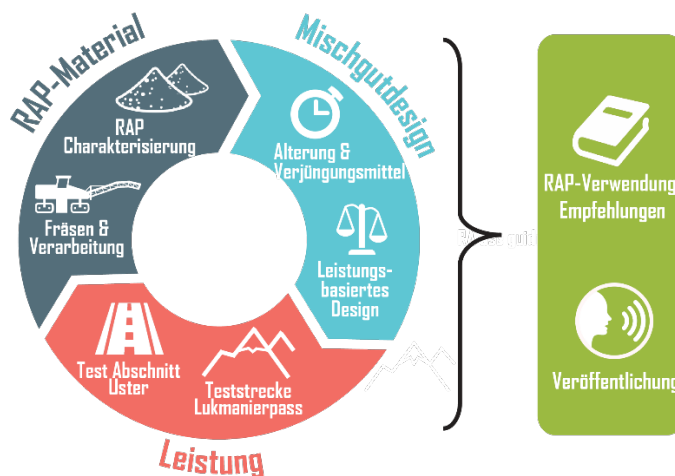 RAP-Material
RAP
Charakterisierung
Fräsen &
Verarbeitung
Mischgutdesign
Alterung &
Verjüngungsmittel
Leistungs-
basiertes
Design
Test Abschnitt
Uster
Teststrecke
Lukmanierpass
Leistung
RAP-Verwendung
Empfehlungen
Veröffentlichung